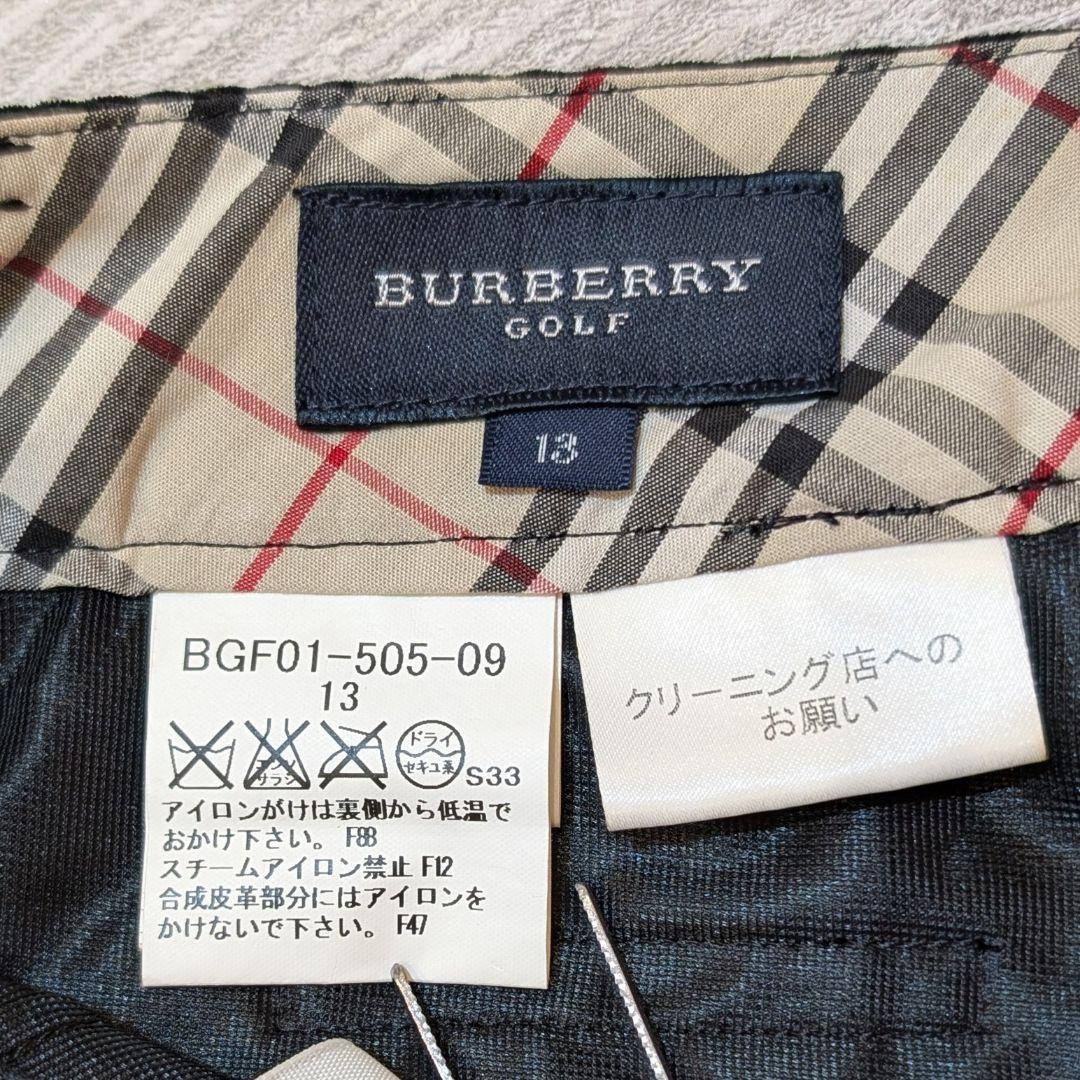 BURBERRY
GOLF
13
BGF01-505-09
13
ドライ
セキユ系
サラシ
S33
アイロンがけは裏側から低温で
おかけ下さい。 F88
スチームアイロン禁止 F12
合成皮革部分にはアイロンを
かけないで下さい。 F47
クリーニング店への
お願い